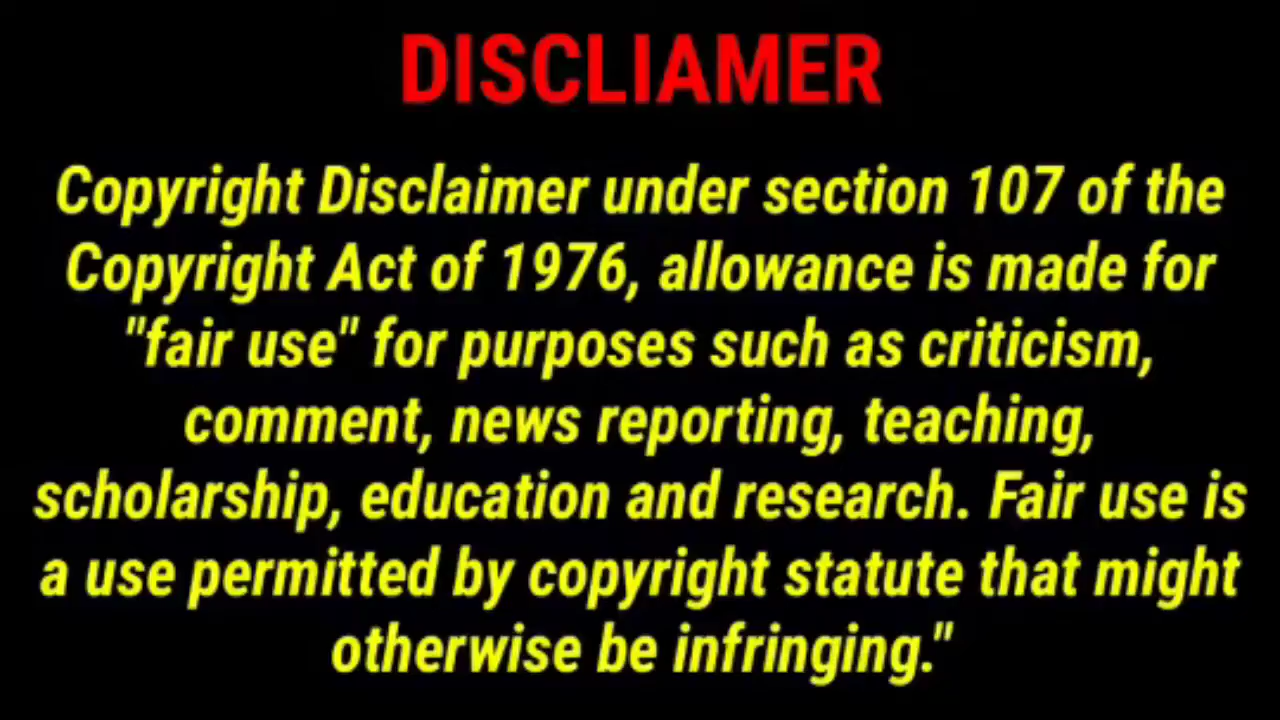 DISCLIAMER
Copyright Disclaimer under section 107 of the
Copyright Act of 1976, allowance is made for
"fair use" for purposes such as criticism,
comment, news reporting, teaching,
scholarship, education and research. Fair use is
a use permitted by copyright statute that might
otherwise be infringing."